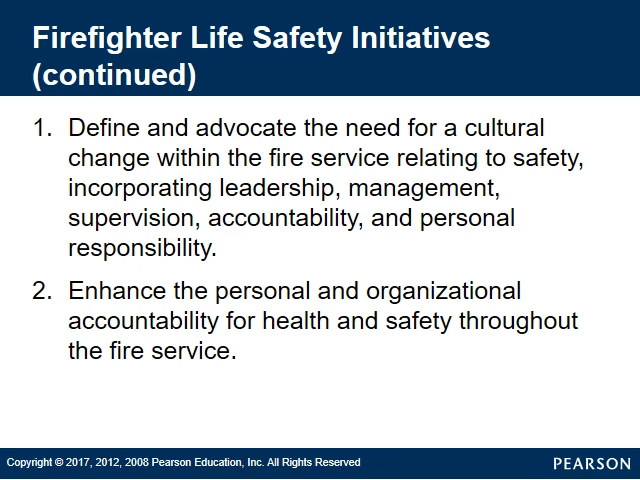 Firefighter Life Safety Initiatives
(continued)
1. Define and advocate the need for a cultural
change within the fire service relating to safety,
incorporating leadership, management,
supervision, accountability, and personal
responsibility.
2. Enhance the personal and organizational
accountability for health and safety throughout
the fire service.
Copyright © 2017, 2012, 2008 Pearson Education, Inc. All Rights Reserved
PEARSON